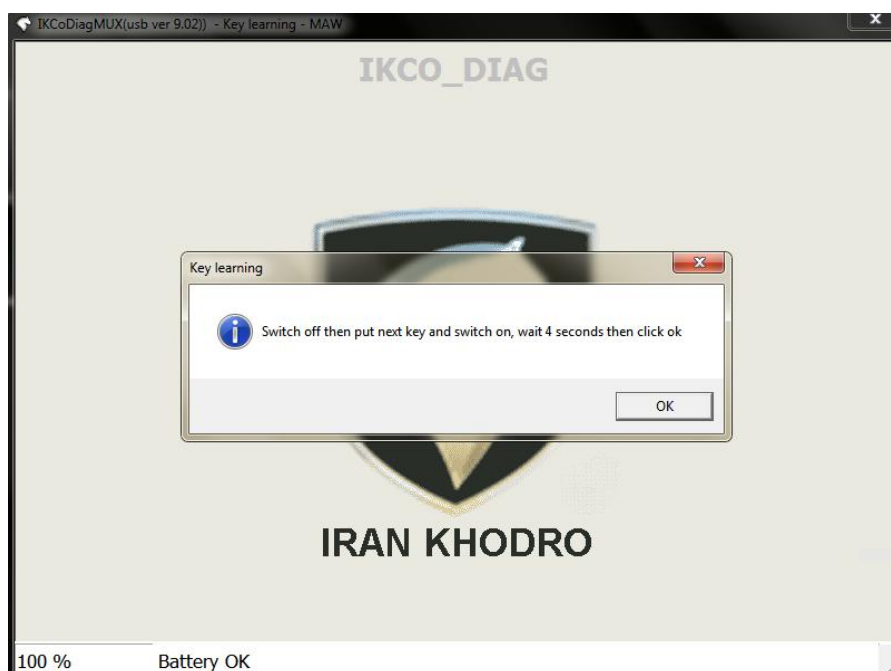 IKCoDiagMUX(usb ver 9.02)) - Key learning - MAW
IKCO_DIAG
Key learning
Switch off then put next key and switch on, wait 4 seconds then click ok
OK
IRAN KHODRO
100 % Battery OK